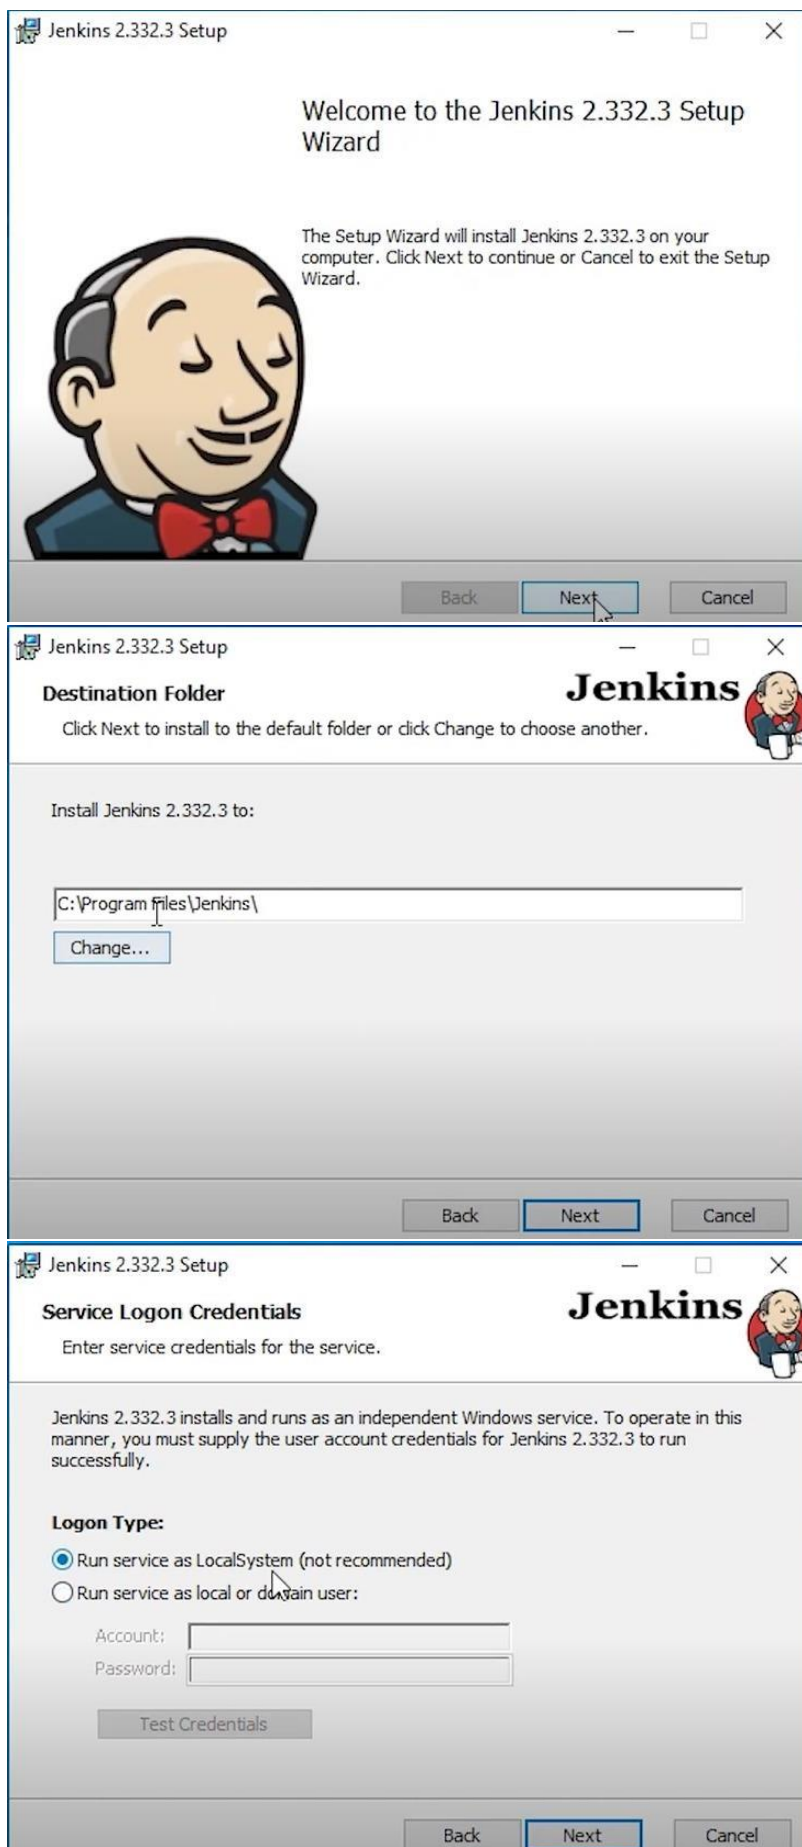 Jenkins 2.332.3 Setup
Welcome to the Jenkins 2.332.3 Setup
Wizard
The Setup Wizard will install Jenkins 2.332.3 on your
computer. Click Next to continue or Cancel to exit the Setup
Wizard.
Back Next Cancel
Jenkins 2.332.3 Setup
Destination Folder
Jenkins
Click Next to install to the default folder or click Change to choose another.
Install Jenkins 2.332.3 to:
C:\Program Files\Jenkins\
Change...
Back Next Cancel
Jenkins 2.332.3 Setup
Service Logon Credentials
Jenkins
Enter service credentials for the service.
Jenkins 2.332.3 installs and runs as an independent Windows service. To operate in this
manner, you must supply the user account credentials for Jenkins 2.332.3 to run
successfully.
Logon Type:
Run service as LocalSystem (not recommended)
Run service as local or domain user:
Account:
Password:
Test Credentials
Back Next Cancel